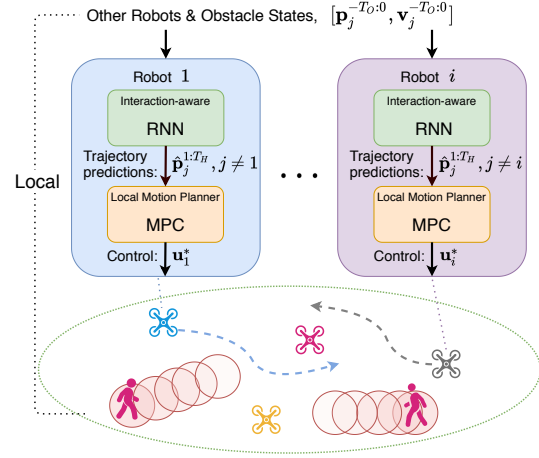 Other Robots & Obstacle States, [𝐩_j^{-T_O:0}, 𝐯_j^{-T_O:0}]
Robot 1
Interaction-aware
RNN
Trajectory predictions: 𝐩̂_j^{1:T_H}, j ≠ 1
Local Motion Planner
MPC
Control: 𝐮_1^*
Local
. . .
Robot i
Interaction-aware
RNN
Trajectory predictions: 𝐩̂_j^{1:T_H}, j ≠ i
Local Motion Planner
MPC
Control: 𝐮_i^*